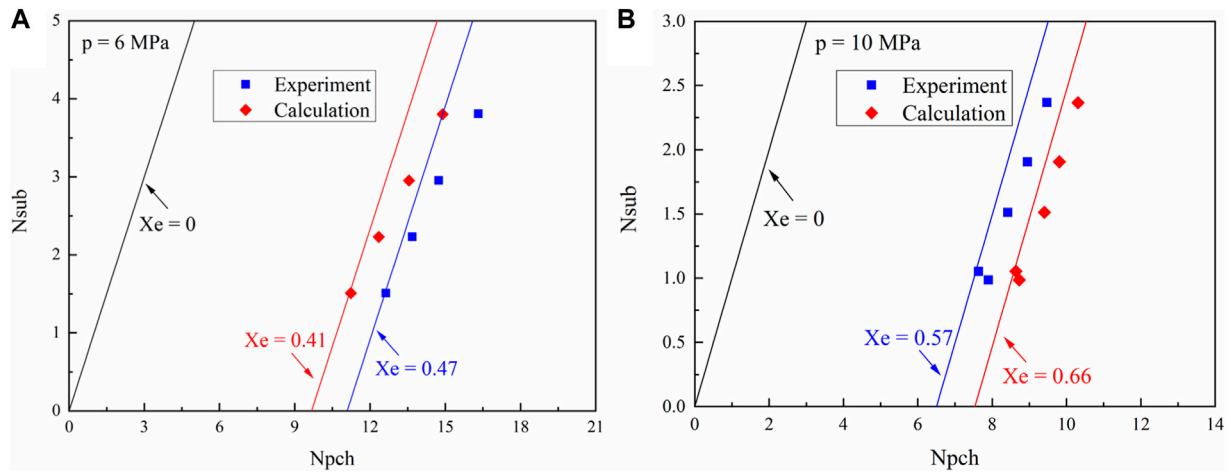 A
p = 6 MPa
Experiment
Calculation
Xe = 0
Xe = 0.41
Xe = 0.47
Nsub
5
4
3
2
1
0
0 3 6 9 12 15 18 21
Npch
B
p = 10 MPa
Experiment
Calculation
Xe = 0
Xe = 0.57
Xe = 0.66
Nsub
3.0
2.5
2.0
1.5
1.0
0.5
0.0
0 2 4 6 8 10 12 14
Npch